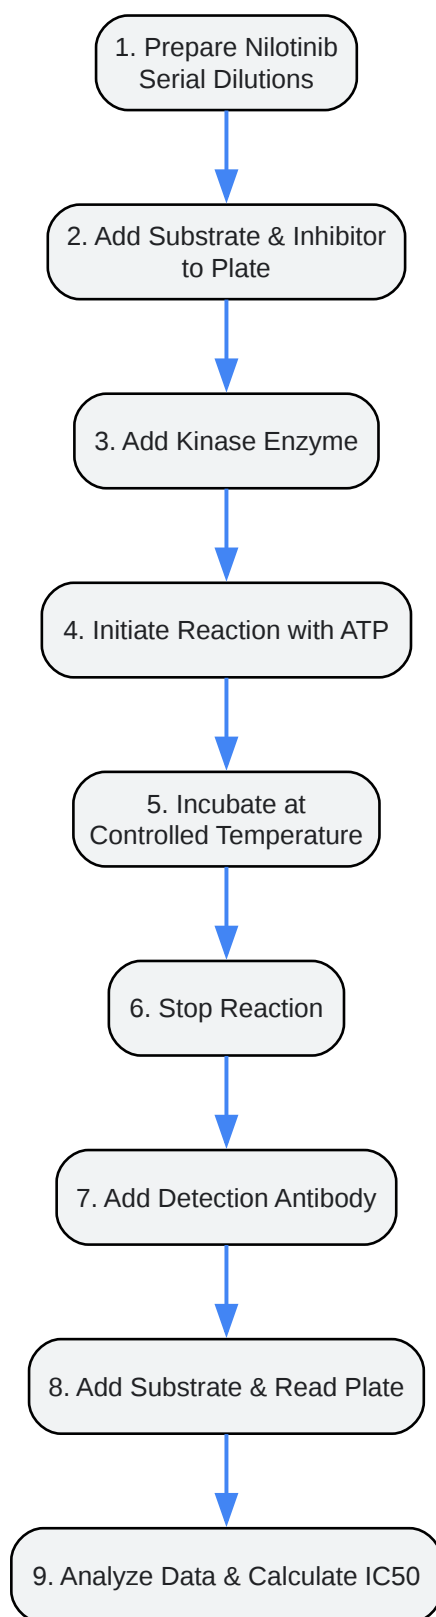 1. Prepare Nilotinib
Serial Dilutions
2. Add Substrate & Inhibitor
to Plate
3. Add Kinase Enzyme
4. Initiate Reaction with ATP
5. Incubate at
Controlled Temperature
6. Stop Reaction
7. Add Detection Antibody
8. Add Substrate & Read Plate
9. Analyze Data & Calculate IC50